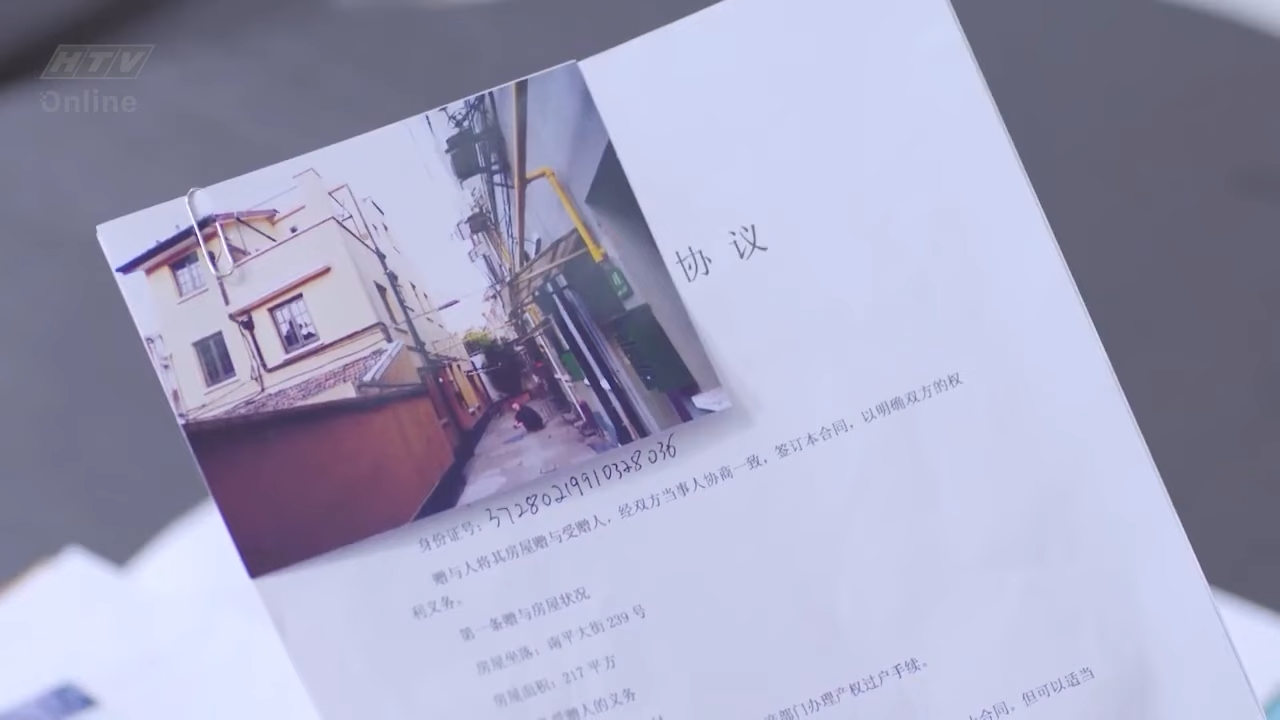 HTV
Online
协 议
身份证号：37280219910328036
赠与人将其房屋赠与受赠人，经双方当事人协商一致，签订本合同，以明确双方的权
利义务。
第一条赠与房屋状况
房屋坐落：南平大街 239 号
房屋面积：217 平方
受赠人的义务
部门办理产权过户手续。
合同，但可以适当